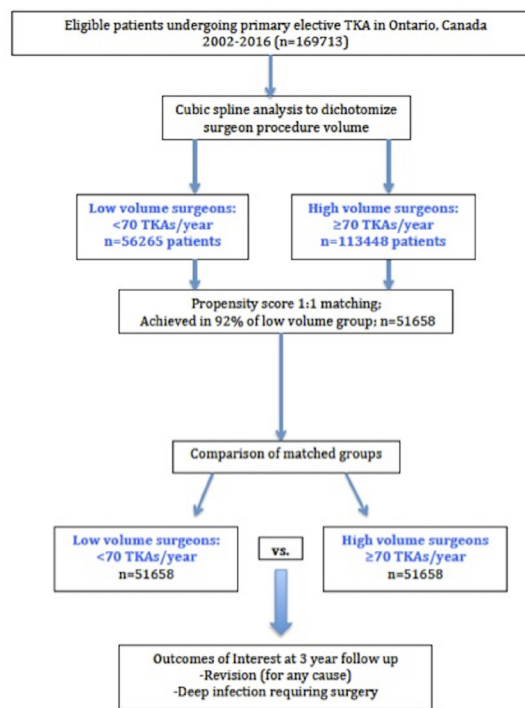 Eligible patients undergoing primary elective TKA in Ontario, Canada
2002-2016 (n=169713)
Cubic spline analysis to dichotomize
surgeon procedure volume
Low volume surgeons:
<70 TKAs/year
n=56265 patients
High volume surgeons:
≥70 TKAs/year
n=113448 patients
Propensity score 1:1 matching;
Achieved in 92% of low volume group; n=51658
Comparison of matched groups
Low volume surgeons:
<70 TKAs/year
n=51658
vs.
High volume surgeons
≥70 TKAs/year
n=51658
Outcomes of Interest at 3 year follow up
-Revision (for any cause)
-Deep infection requiring surgery